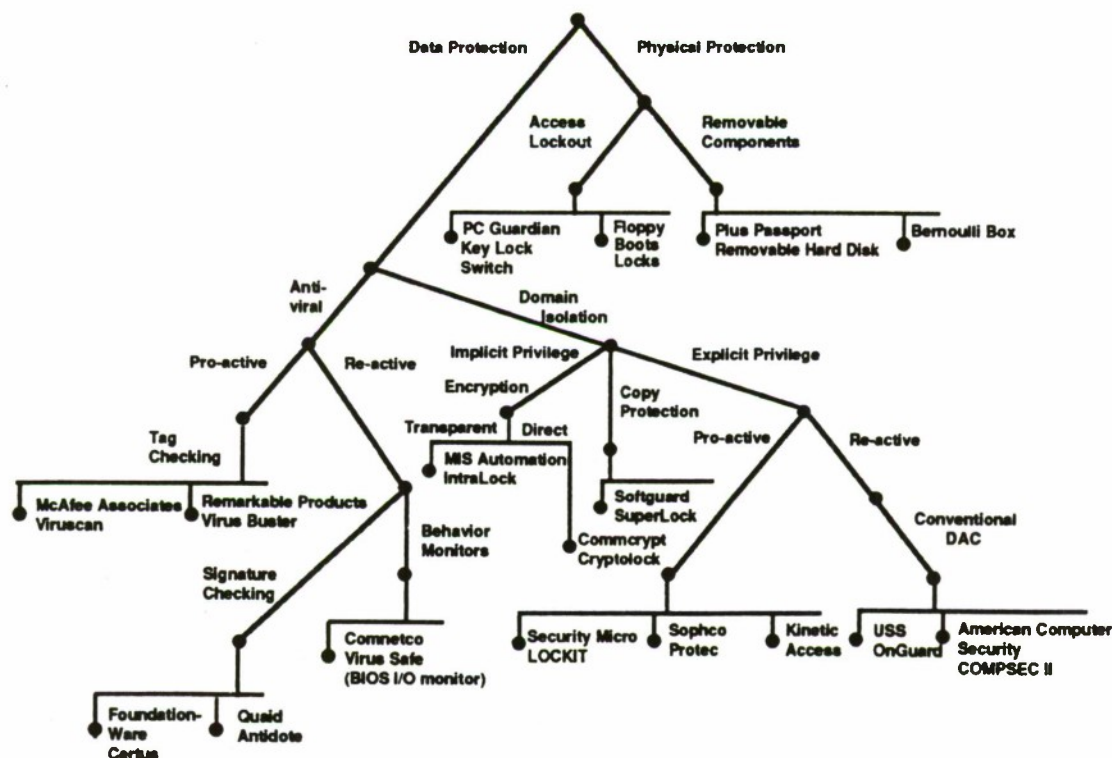 Data Protection
Physical Protection
Access
Lockout
Removable
Components
PC Guardian
Key Lock
Switch
Floppy
Boots
Locks
Plus Passport
Removable Hard Disk
Bernoulli Box
Anti-
viral
Domain
Isolation
Pro-active
Re-active
Implicit Privilege
Explicit Privilege
Encryption
Copy
Protection
Transparent
Direct
Pro-active
Re-active
Tag
Checking
MIS Automation
IntraLock
McAfee Associates
Viruscan
Remarkable Products
Virus Buster
Softguard
SuperLock
Behavior
Monitors
Commcrypt
Cryptolock
Conventional
DAC
Signature
Checking
Comnetco
Virus Safe
(BIOS I/O monitor)
Security Micro
LOCKIT
Sophco
Protec
Kinetic
Access
USS
OnGuard
American Computer
Security
COMPSEC II
Foundation-
Ware
Certus
Quaid
Antidote